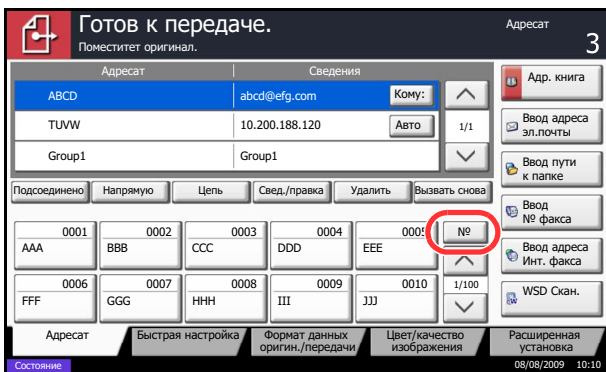 Готов к передаче.
Поместитет оригинал.
Адресат
3
Адресат
Сведения
ABCD
abcd@efg.com
Кому:
TUVW
10.200.188.120
Авто
1/1
Group1
Group1
Адр. книга
Ввод адреса
эл.почты
Ввод пути
к папке
Ввод
№ факса
Ввод адреса
Инт. факса
WSD Скан.
Подсоединено
Напрямую
Цепь
Свед./правка
Удалить
Вызвать снова
0001
AAA
0002
BBB
0003
CCC
0004
DDD
0005
EEE
№
0006
FFF
0007
GGG
0008
HHH
0009
III
0010
JJJ
1/100
Адресат
Быстрая настройка
Формат данных
оригин./передачи
Цвет/качество
изображения
Расширенная
установка
Состояние
08/08/2009 10:10